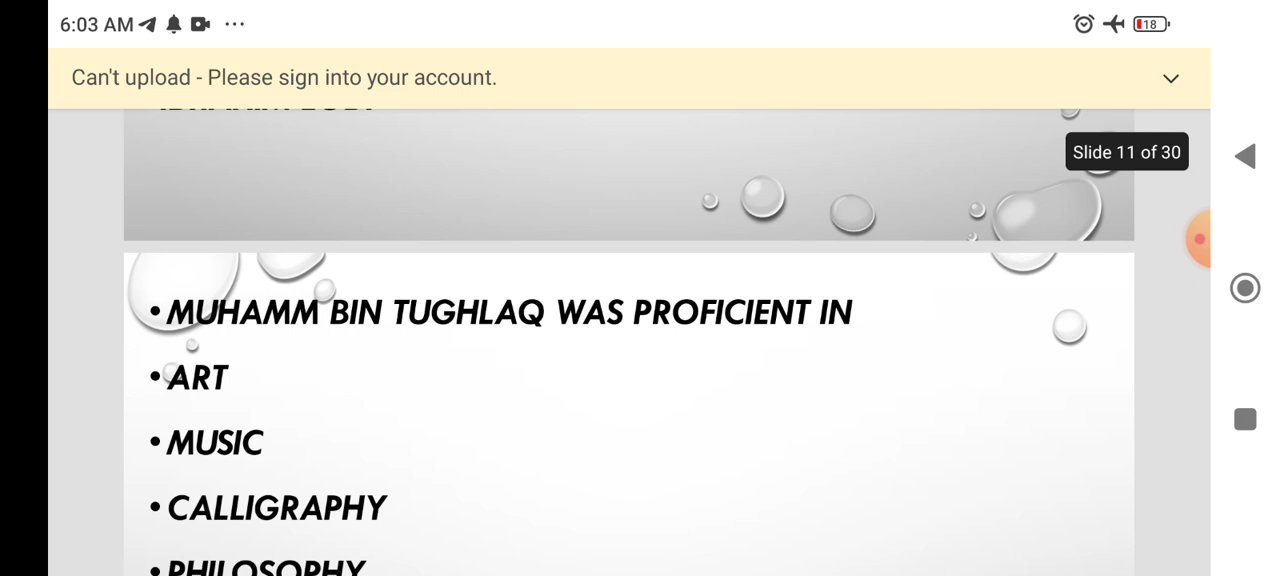 6:03 AM
18
Can't upload - Please sign into your account.
Slide 11 of 30
• MUHAMM BIN TUGHLAQ WAS PROFICIENT IN
• ART
• MUSIC
• CALLIGRAPHY
• PHILOSOPHY